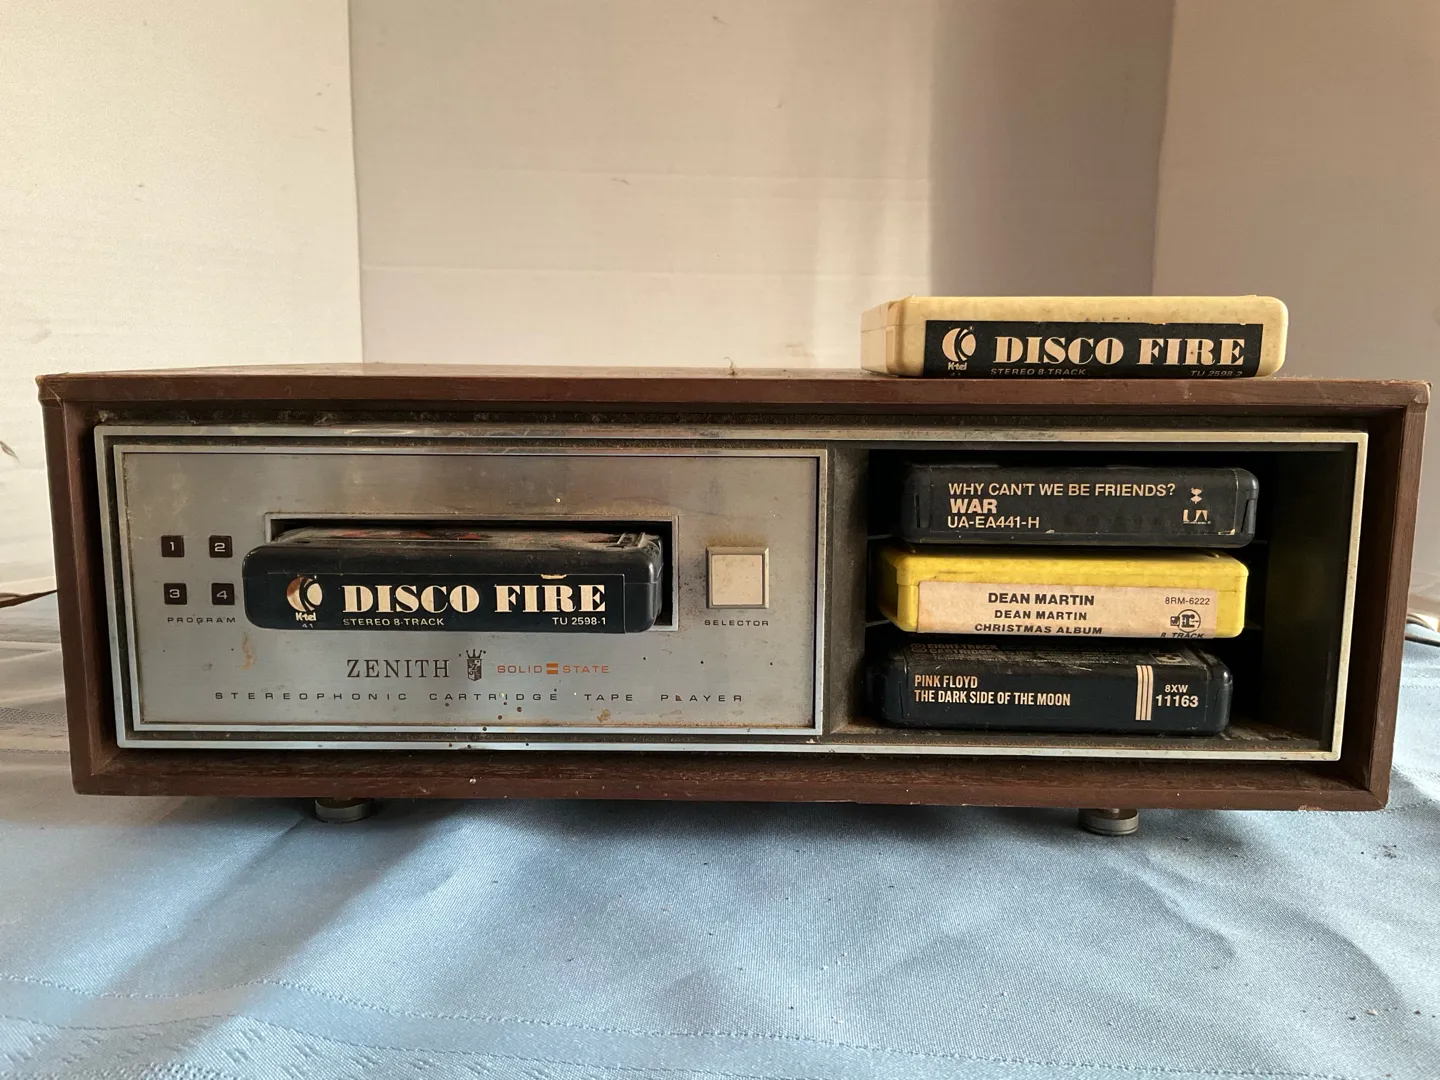 K-tel
DISCO FIRE
STEREO 8-TRACK TU 2598-2
41
1 2
3 4
PROGRAM
K-tel
DISCO FIRE
41
STEREO 8-TRACK TU 2598-1
SELECTOR
ZENITH SOLID STATE
STEREOPHONIC CARTRIDGE TAPE PLAYER
WHY CAN'T WE BE FRIENDS?
WAR
UA-EA441-H
UA
DEAN MARTIN 8RM-6222
DEAN MARTIN
CHRISTMAS ALBUM
8 TRACK
PINK FLOYD
THE DARK SIDE OF THE MOON
8XW
11163